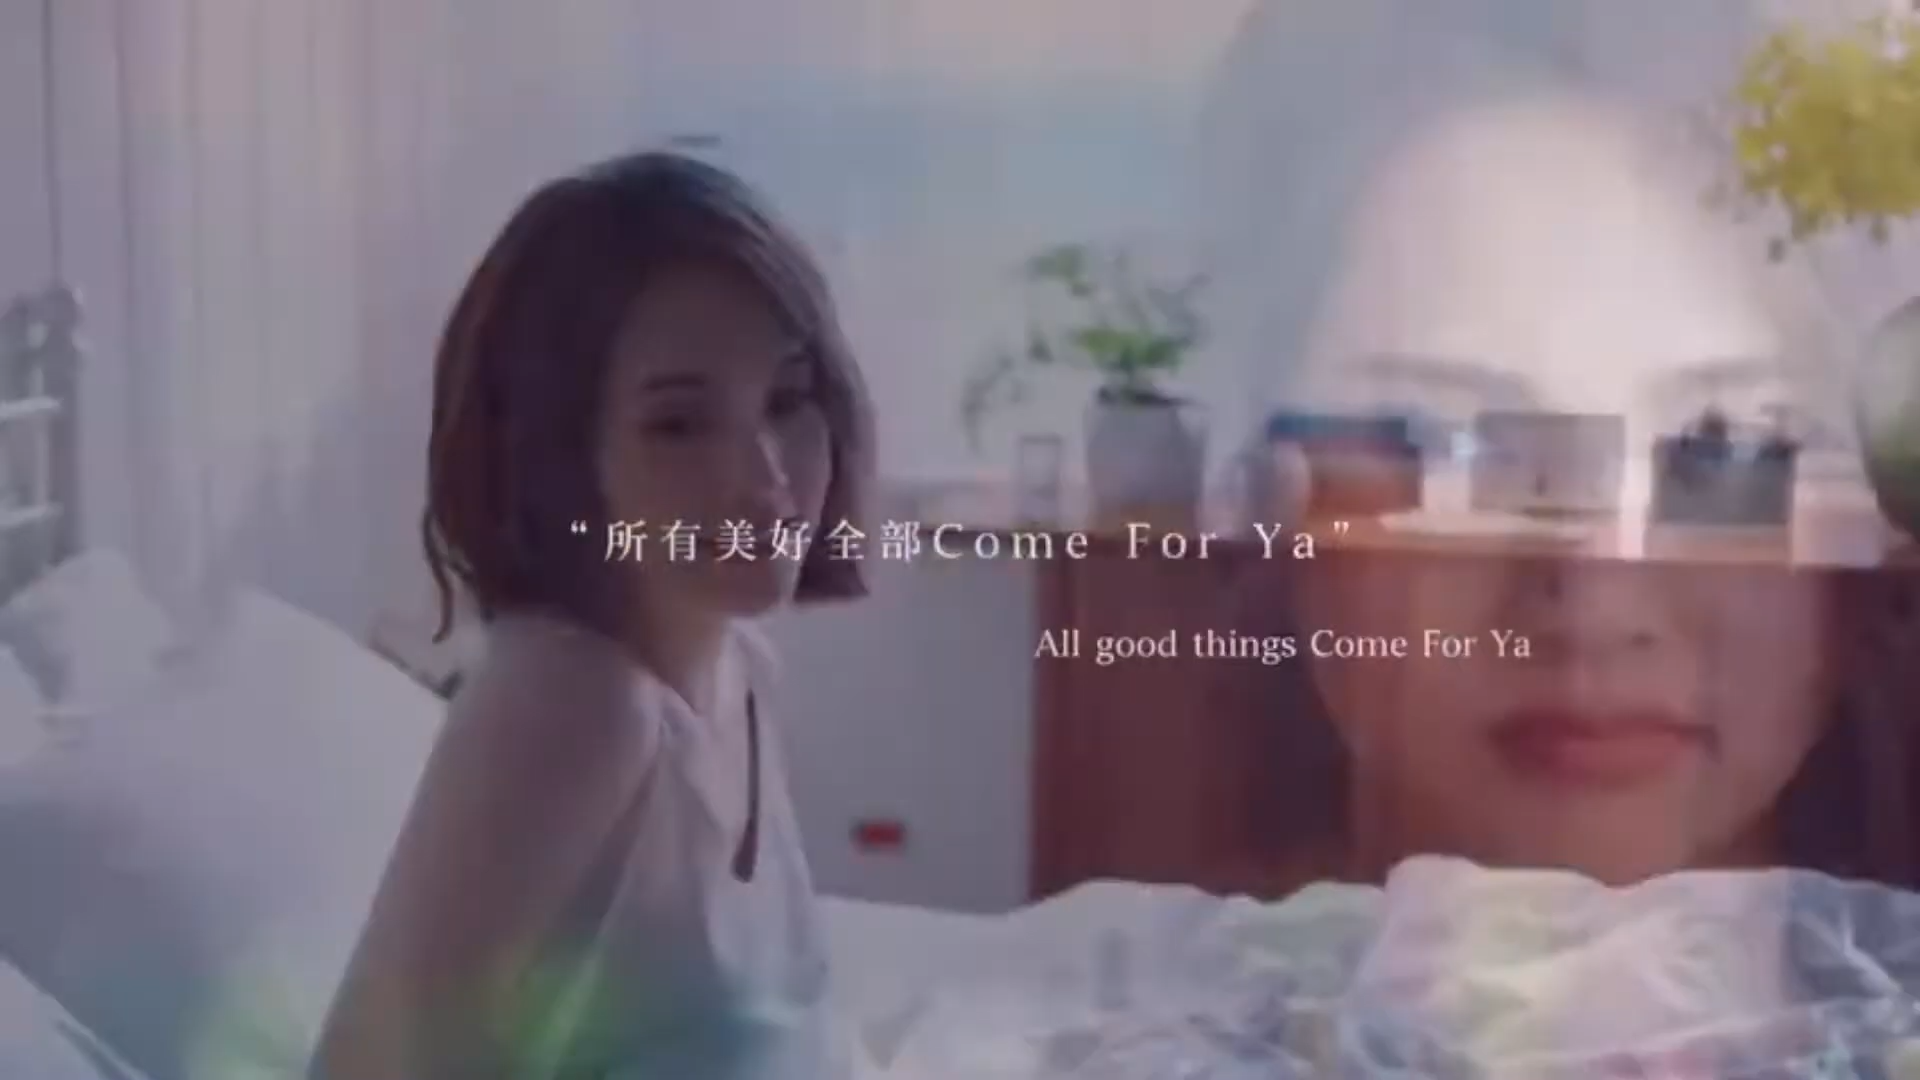 “所有美好全部Come For Ya”
All good things Come For Ya